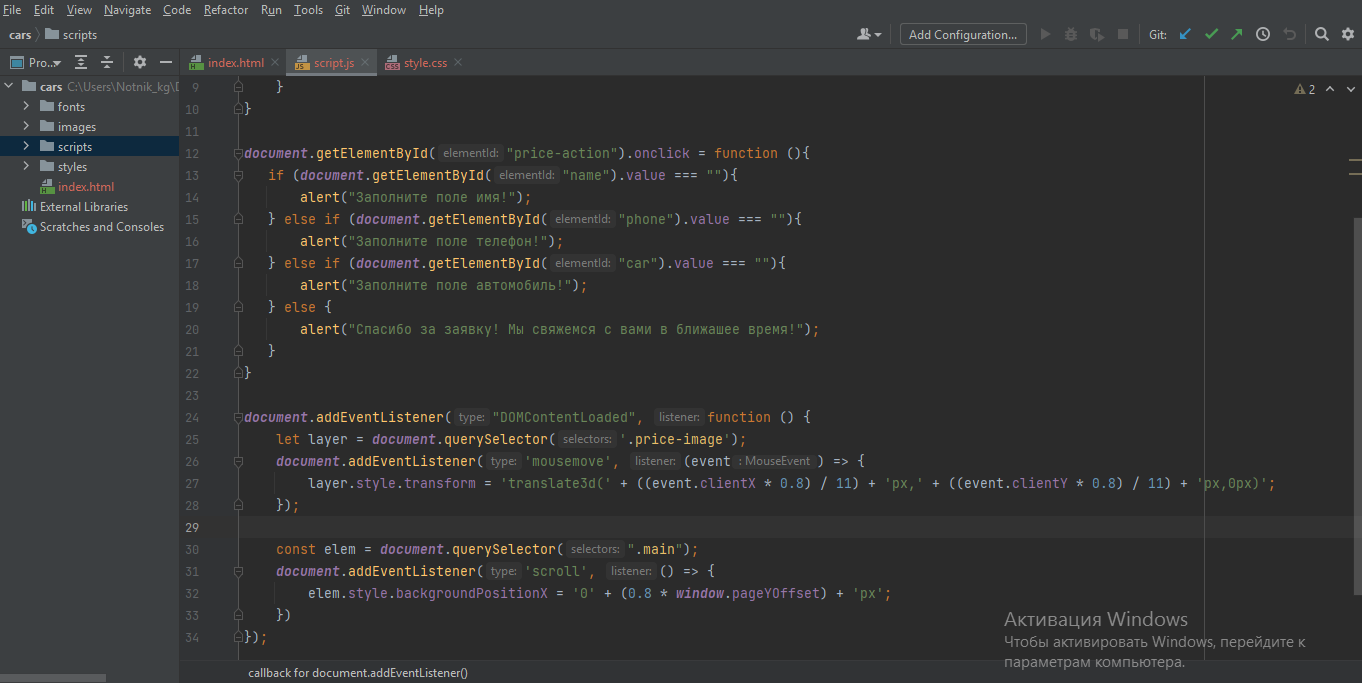 File Edit View Navigate Code Refactor Run Tools Git Window Help
cars scripts Add Configuration... Git:
Pro... index.html script.js style.css
cars C:\Users\Notnik_kg\D
fonts
images
scripts
styles
index.html
External Libraries
Scratches and Consoles
2
9 }
10 }
11
12 document.getElementById( elementId: "price-action").onclick = function (){
13 if (document.getElementById( elementId: "name").value === ""){
14 alert("Заполните поле имя!");
15 } else if (document.getElementById( elementId: "phone").value === ""){
16 alert("Заполните поле телефон!");
17 } else if (document.getElementById( elementId: "car").value === ""){
18 alert("Заполните поле автомобиль!");
19 } else {
20 alert("Спасибо за заявку! Мы свяжемся с вами в ближашее время!");
21 }
22 }
23
24 document.addEventListener( type: "DOMContentLoaded", listener: function () {
25 let layer = document.querySelector( selectors: '.price-image');
26 document.addEventListener( type: 'mousemove', listener: (event : MouseEvent ) => {
27 layer.style.transform = 'translate3d(' + ((event.clientX * 0.8) / 11) + 'px,' + ((event.clientY * 0.8) / 11) + 'px,0px)';
28 });
29
30 const elem = document.querySelector( selectors: ".main");
31 document.addEventListener( type: 'scroll', listener: () => {
32 elem.style.backgroundPositionX = '0' + (0.8 * window.pageYOffset) + 'px';
33 })
34 });
Активация Windows
Чтобы активировать Windows, перейдите к
параметрам компьютера.
callback for document.addEventListener()